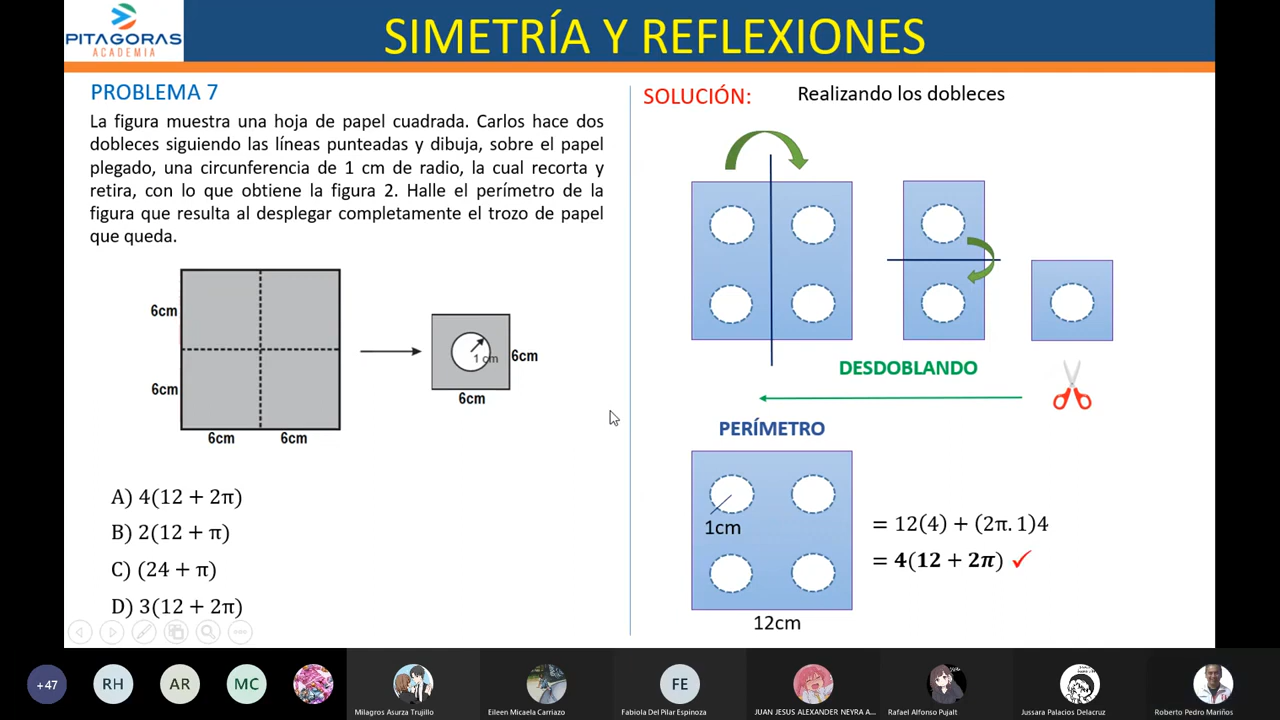 PITAGORAS
ACADEMIA
SIMETRÍA Y REFLEXIONES
PROBLEMA 7
La figura muestra una hoja de papel cuadrada. Carlos hace dos
dobleces siguiendo las líneas punteadas y dibuja, sobre el papel
plegado, una circunferencia de 1 cm de radio, la cual recorta y
retira, con lo que obtiene la figura 2. Halle el perímetro de la
figura que resulta al desplegar completamente el trozo de papel
que queda.
6cm
6cm
6cm
6cm
1 cm
6cm
6cm
A) 4(12 + 2π)
B) 2(12 + π)
C) (24 + π)
D) 3(12 + 2π)
SOLUCIÓN:
Realizando los dobleces
DESDOBLANDO
PERÍMETRO
1cm
12cm
= 12(4) + (2π. 1)4
= 4(12 + 2π)
+47
RH
AR
MC
Milagros Asurza Trujillo
Eileen Micaela Carriazo
FE
Fabiola Del Pilar Espinoza
JUAN JESUS ALEXANDER NEYRA A...
Rafael Alfonso Pujalt
Jussara Palacios Delacruz
Roberto Pedro Mariños